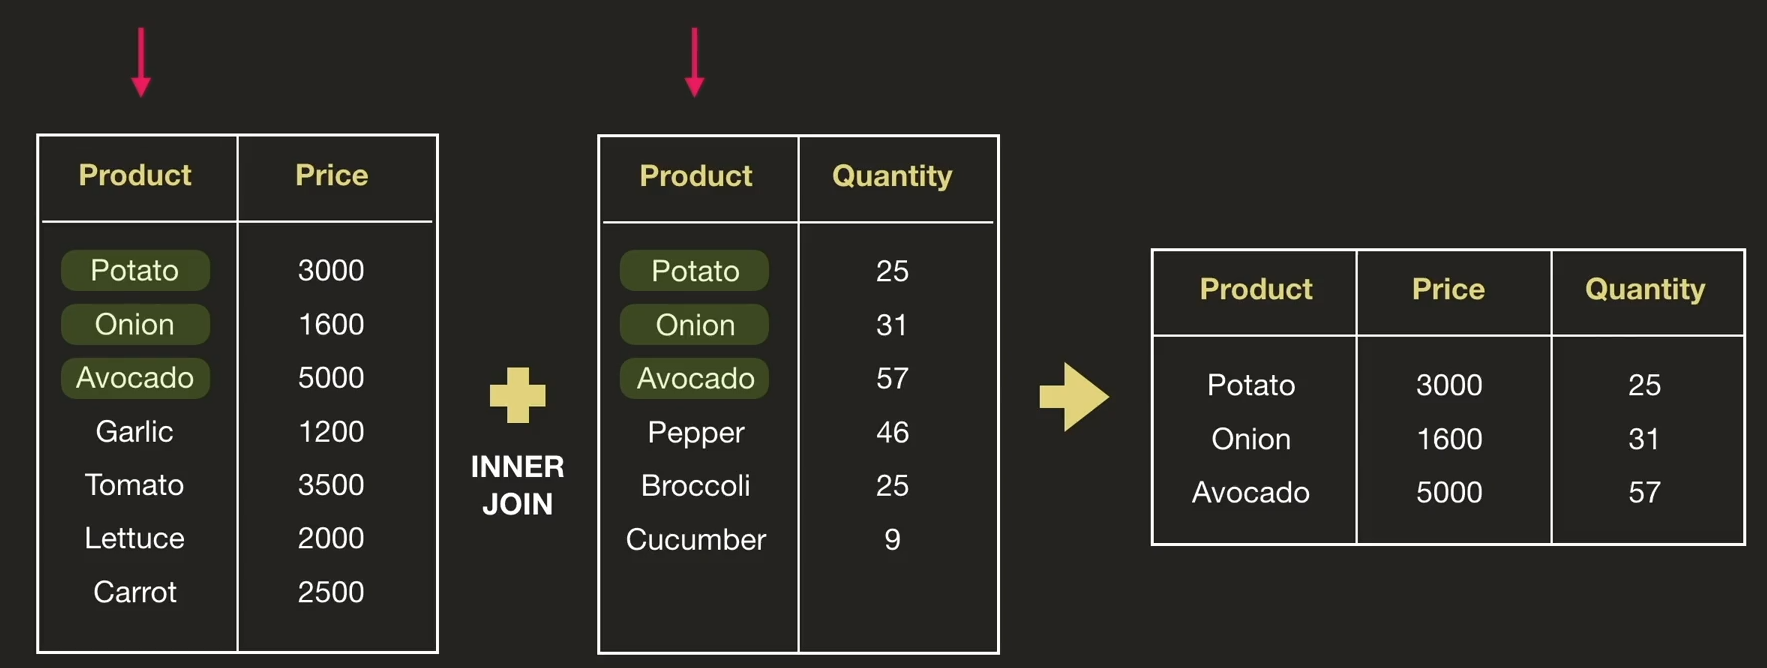 Product Price
Potato 3000
Onion 1600
Avocado 5000
Garlic 1200
Tomato 3500
Lettuce 2000
Carrot 2500
INNER
JOIN
Product Quantity
Potato 25
Onion 31
Avocado 57
Pepper 46
Broccoli 25
Cucumber 9
Product Price Quantity
Potato 3000 25
Onion 1600 31
Avocado 5000 57